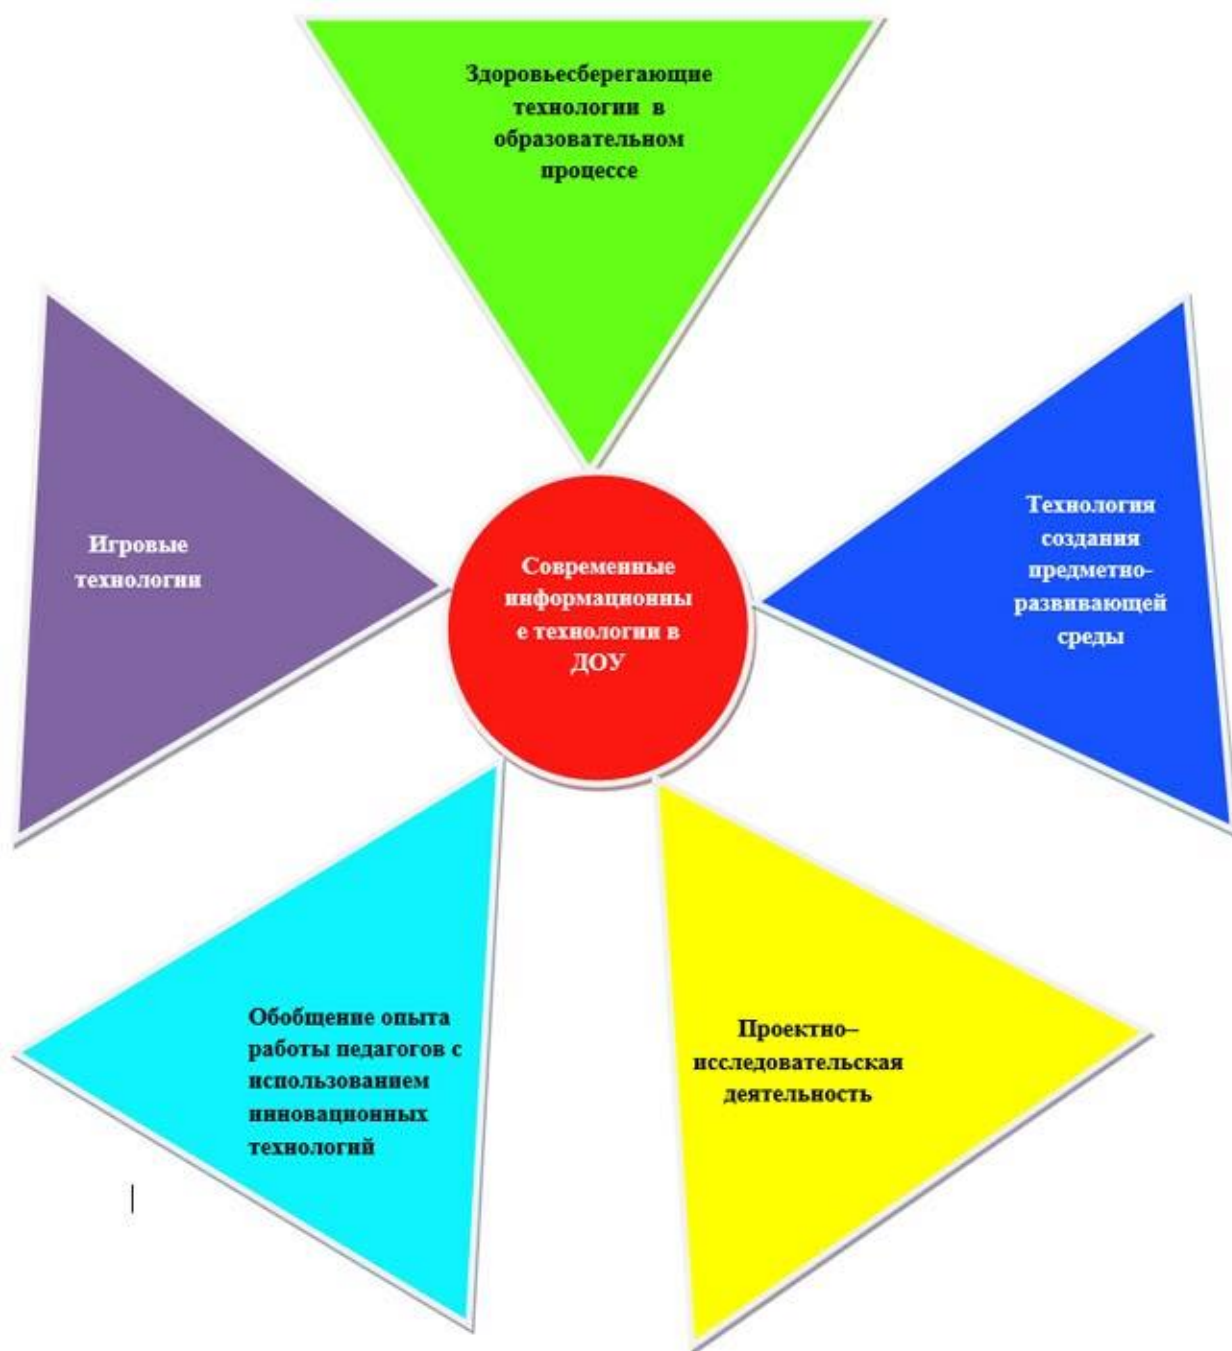 Здоровьесберегающие
технологии в
образовательном
процессе
Игровые
технологии
Современные
информационны
е технологии в
ДОУ
Технология
создания
предметно-
развивающей
среды
Обобщение опыта
работы педагогов с
использованием
инновационных
технологий
Проектно–
исследовательская
деятельность